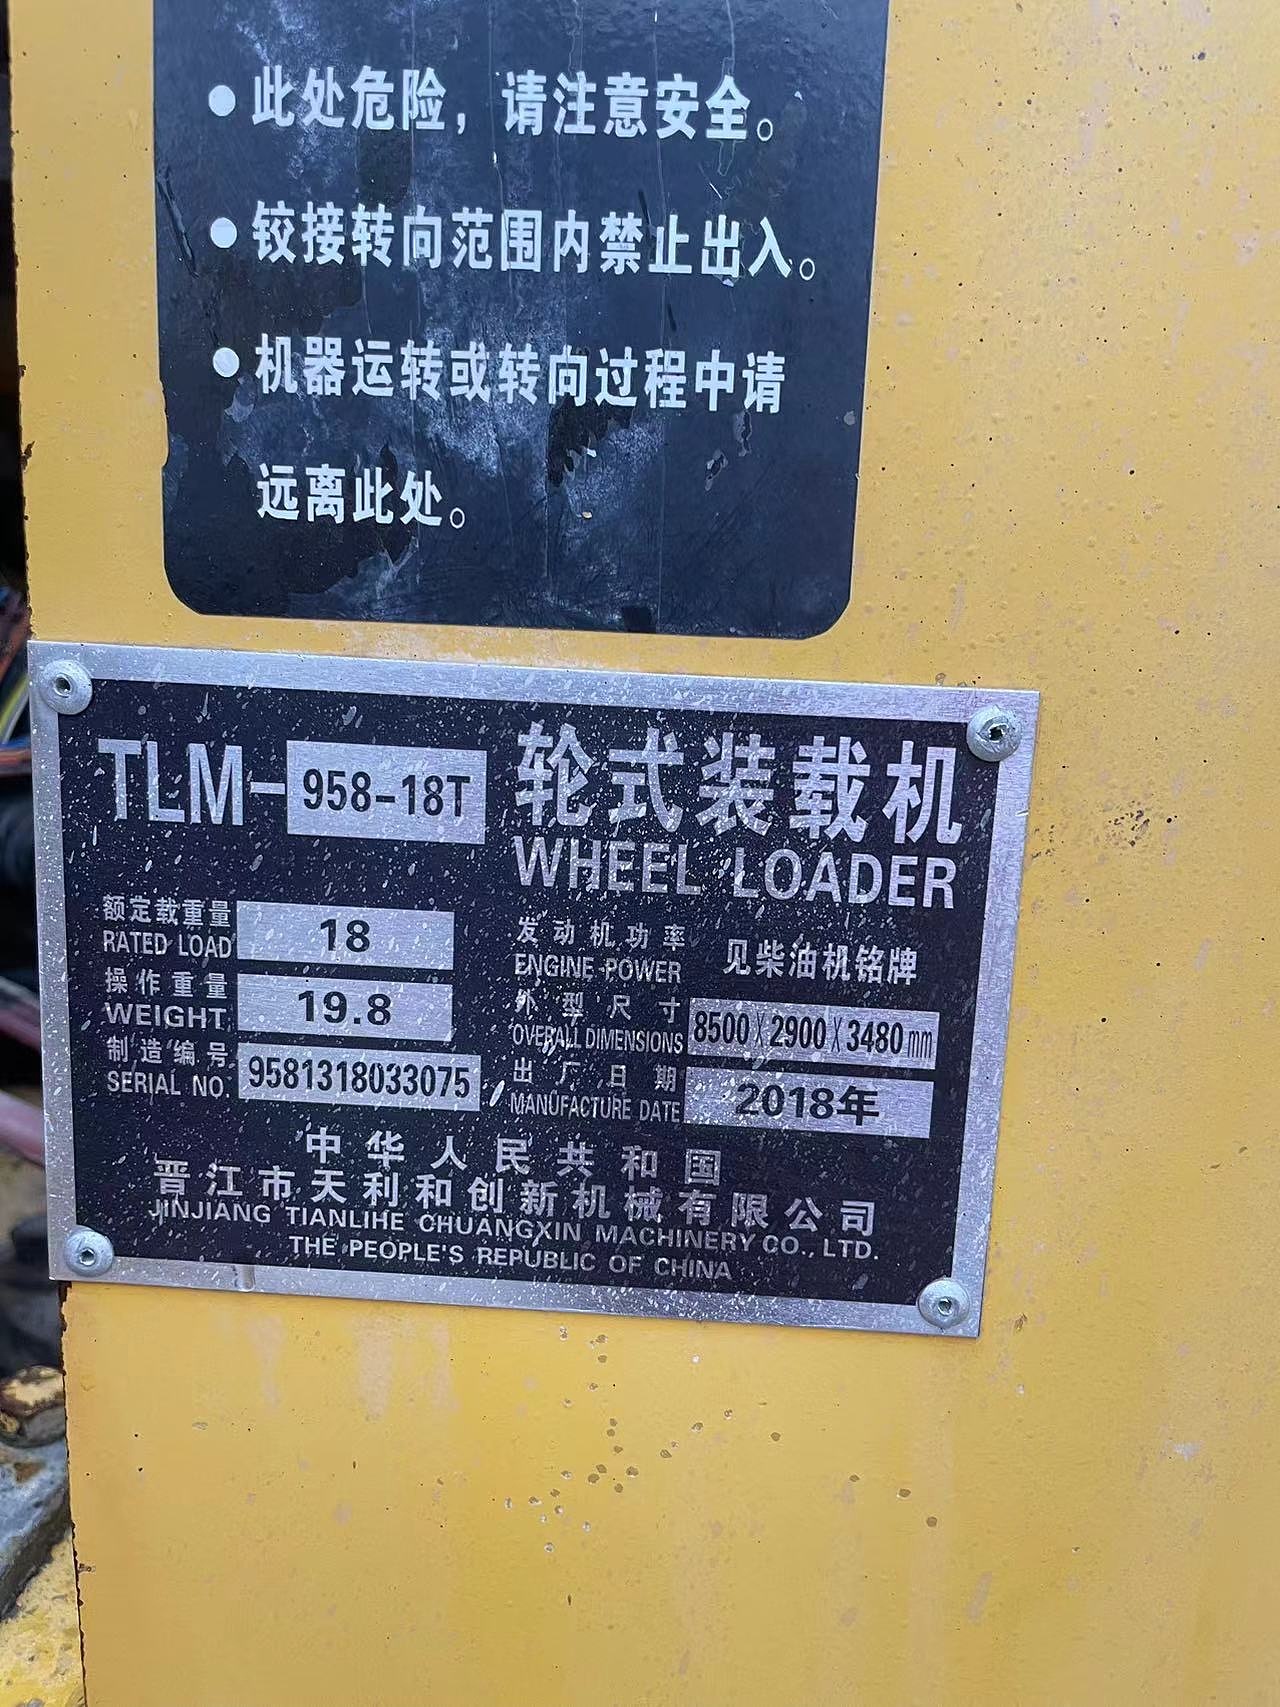 ● 此处危险，请注意安全。
● 铰接转向范围内禁止出入。
● 机器运转或转向过程中请
远离此处。
TLM-958-18T 轮式装载机
WHEEL LOADER
额定载重量 18
RATED LOAD
操作重量 19.8
WEIGHT
制造编号 9581318033075
SERIAL NO.
发动机功率 见柴油机铭牌
ENGINE POWER
外型尺寸 8500X2900X3480mm
OVERALL DIMENSIONS
出厂日期 2018年
MANUFACTURE DATE
中华人民共和国
晋江市天利和创新机械有限公司
JINJIANG TIANLIHE CHUANGXIN MACHINERY CO., LTD.
THE PEOPLE'S REPUBLIC OF CHINA